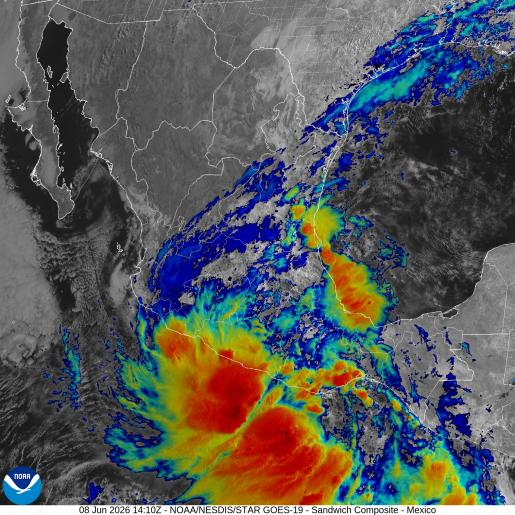 NOAA
08 Jun 2026 14:10Z - NOAA/NESDIS/STAR GOES-19 - Sandwich Composite - Mexico